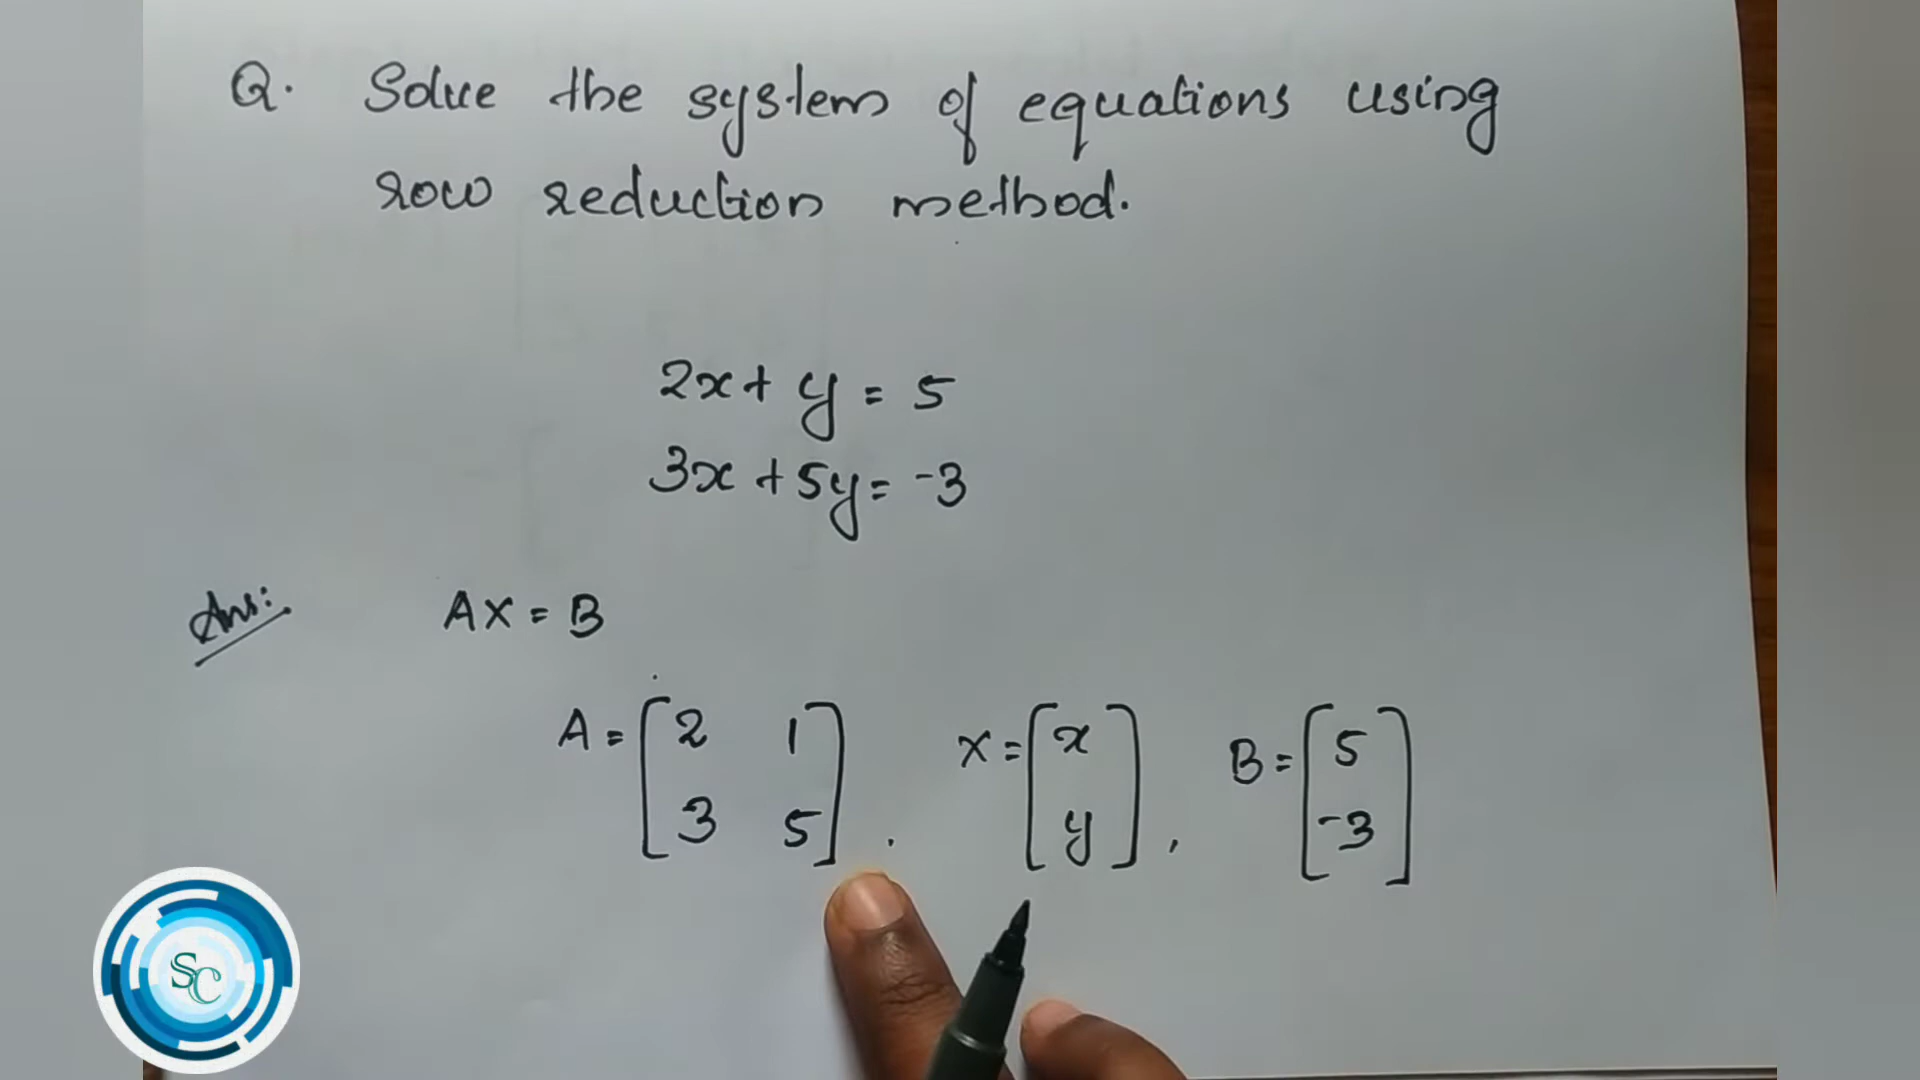 Q. Solve the system of equations using
row reduction method.
2x + y = 5
3x + 5y = -3
Ans:
AX = B
A = [2 1
3 5], X = [x
y], B = [5
-3]
SC